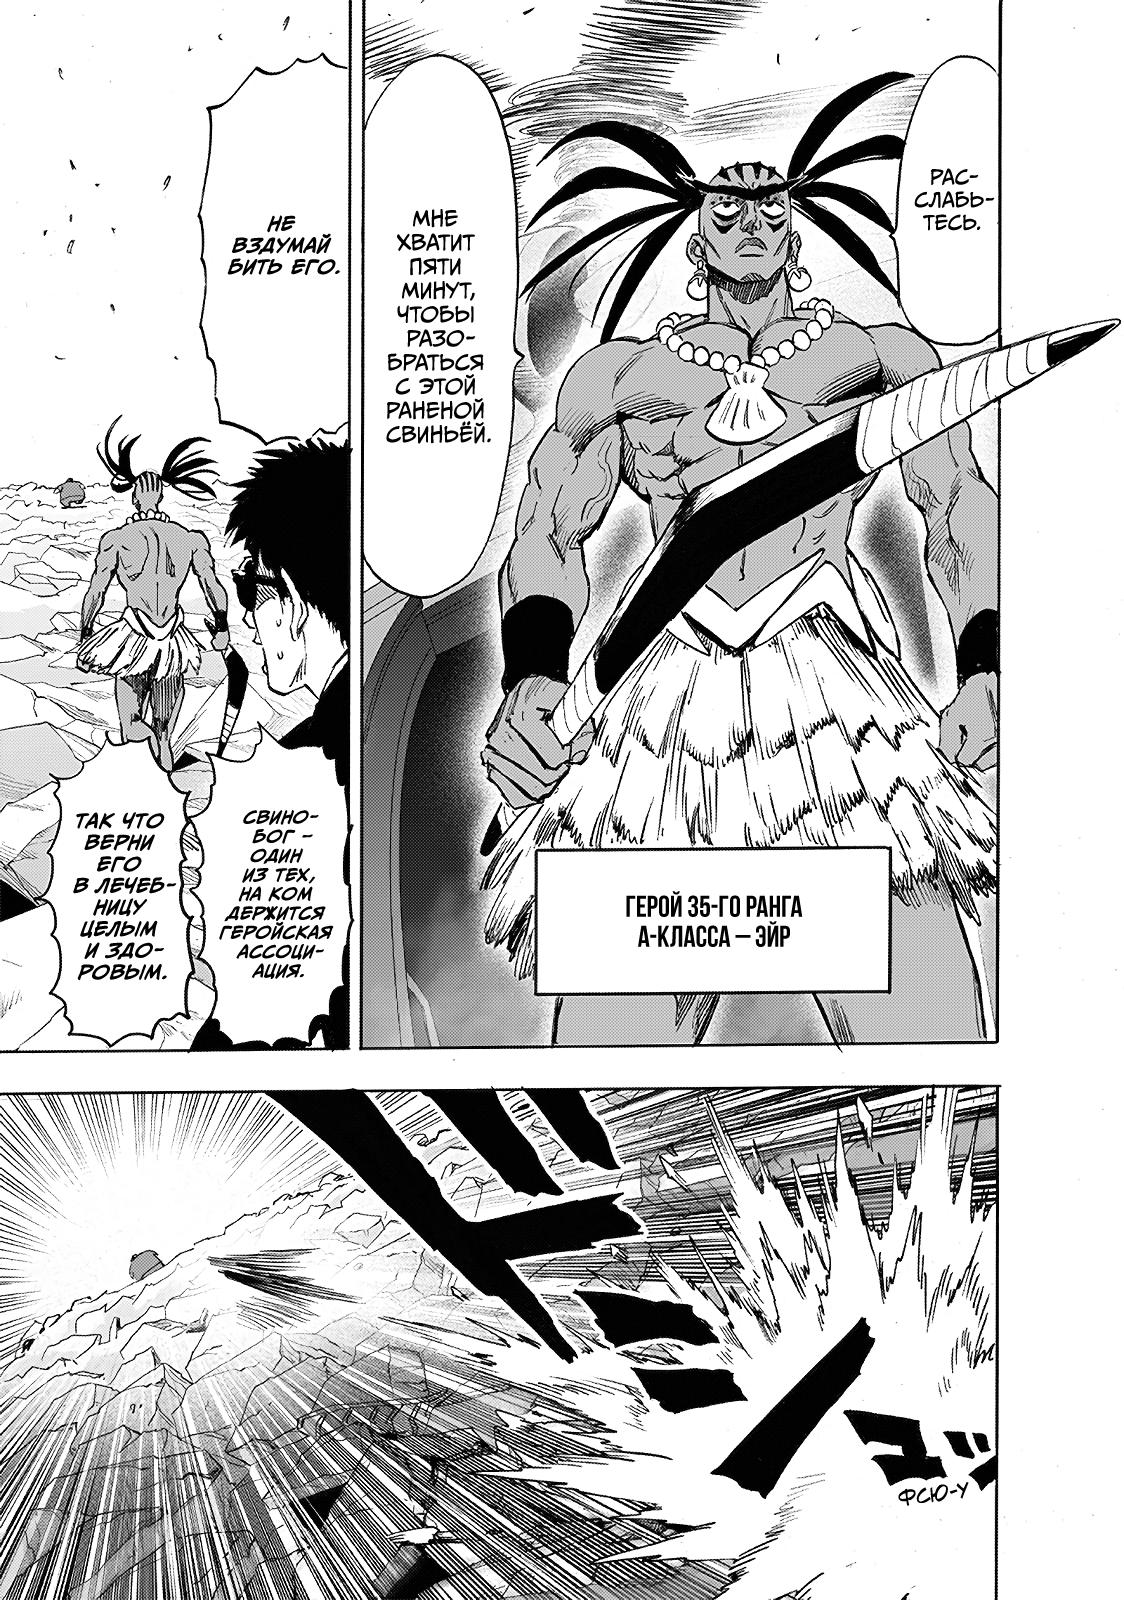 РАС-
СЛАБЬ-
ТЕСЬ.
МНЕ
ХВАТИТ
ПЯТИ
МИНУТ,
ЧТОБЫ
РАЗО-
БРАТЬСЯ
С ЭТОЙ
РАНЕНОЙ
СВИНЬЁЙ.
ГЕРОЙ 35-ГО РАНГА
А-КЛАССА – ЭЙР
НЕ
ВЗДУМАЙ
БИТЬ ЕГО.
СВИНО-
БОГ –
ОДИН
ИЗ ТЕХ,
НА КОМ
ДЕРЖИТСЯ
ГЕРОЙСКАЯ
АССОЦИ-
АЦИЯ.
ТАК ЧТО
ВЕРНИ
ЕГО
В ЛЕЧЕБ-
НИЦУ
ЦЕЛЫМ
И ЗДО-
РОВЫМ.
ФСЮ-У